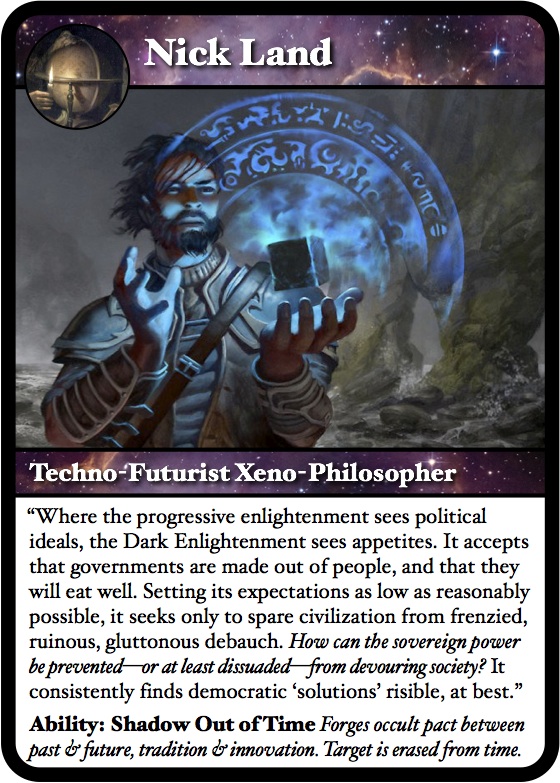 Nick Land
Techno-Futurist Xeno-Philosopher
“Where the progressive enlightenment sees political
ideals, the Dark Enlightenment sees appetites. It accepts
that governments are made out of people, and that they
will eat well. Setting its expectations as low as reasonably
possible, it seeks only to spare civilization from frenzied,
ruinous, gluttonous debauch. How can the sovereign power
be prevented—or at least dissuaded—from devouring society? It
consistently finds democratic ‘solutions’ risible, at best.”
Ability: Shadow Out of Time Forges occult pact between
past & future, tradition & innovation. Target is erased from time.